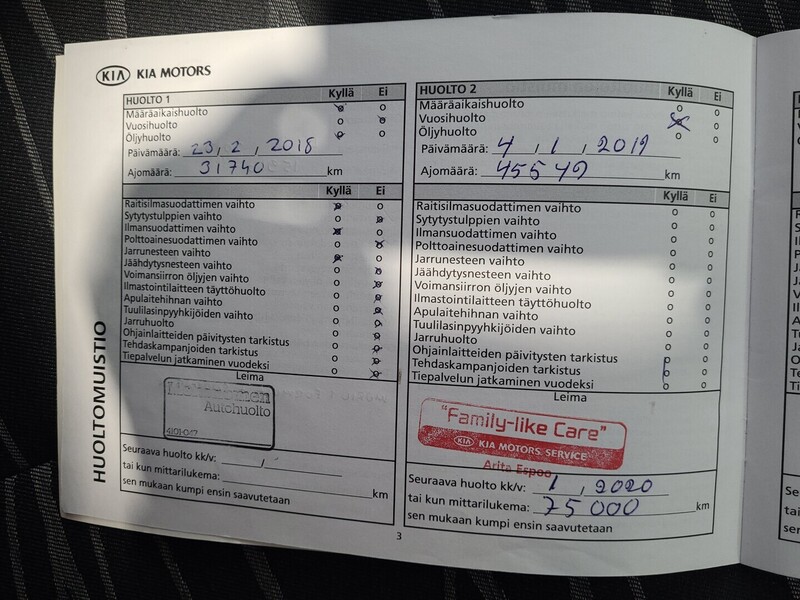 KIA KIA MOTORS
HUOLTO 1 Kyllä Ei
Määräaikaishuolto o o
Vuosihuolto o o
Öljyhuolto o o
Päivämäärä: 23, 2, 2018
Ajomäärä: 31740 km
Kyllä Ei
Raitisilmasuodattimen vaihto o o
Sytytystulppien vaihto o o
Ilmansuodattimen vaihto o o
Polttoainesuodattimen vaihto o o
Jarrunesteen vaihto o o
Jäähdytysnesteen vaihto o o
Voimansiirron öljyjen vaihto o o
Ilmastointilaitteen täyttöhuolto o o
Apulaitehihnan vaihto o o
Tuulilasinpyyhkijöiden vaihto o o
Jarruhuolto o o
Ohjainlaitteiden päivitysten tarkistus o o
Tehdaskampanjoiden tarkistus o o
Tiepalvelun jatkaminen vuodeksi o o
Leima
Autohuolto
Seuraava huolto kk/v: ,
tai kun mittarilukema: km
sen mukaan kumpi ensin saavutetaan
HUOLTOMUISTIO
HUOLTO 2 Kyllä Ei
Määräaikaishuolto o o
Vuosihuolto o o
Öljyhuolto o o
Päivämäärä: 4, 1, 2019
Ajomäärä: 45549 km
Kyllä Ei
Raitisilmasuodattimen vaihto o o
Sytytystulppien vaihto o o
Ilmansuodattimen vaihto o o
Polttoainesuodattimen vaihto o o
Jarrunesteen vaihto o o
Jäähdytysnesteen vaihto o o
Voimansiirron öljyjen vaihto o o
Ilmastointilaitteen täyttöhuolto o o
Apulaitehihnan vaihto o o
Tuulilasinpyyhkijöiden vaihto o o
Jarruhuolto o o
Ohjainlaitteiden päivitysten tarkistus o o
Tehdaskampanjoiden tarkistus o o
Tiepalvelun jatkaminen vuodeksi o o
Leima
"Family-like Care"
KIA KIA MOTORS SERVICE
Arita Espoo
Seuraava huolto kk/v: 1, 2020
tai kun mittarilukema: 75000 km
sen mukaan kumpi ensin saavutetaan
3